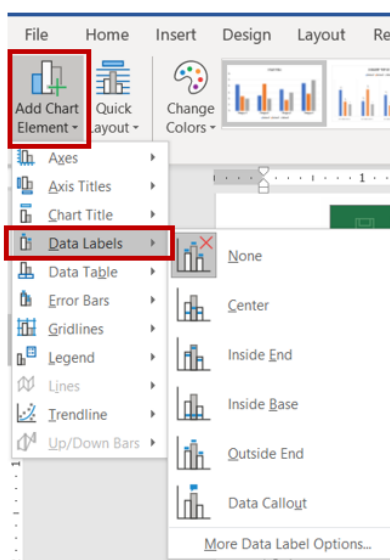 File Home Insert Design Layout Re
Add Chart Element Quick Layout Change Colors
1
Axes
Axis Titles
Chart Title
Data Labels
Data Table
Error Bars
Gridlines
Legend
Lines
Trendline
Up/Down Bars
None
Center
Inside End
Inside Base
Outside End
Data Callout
More Data Label Options...